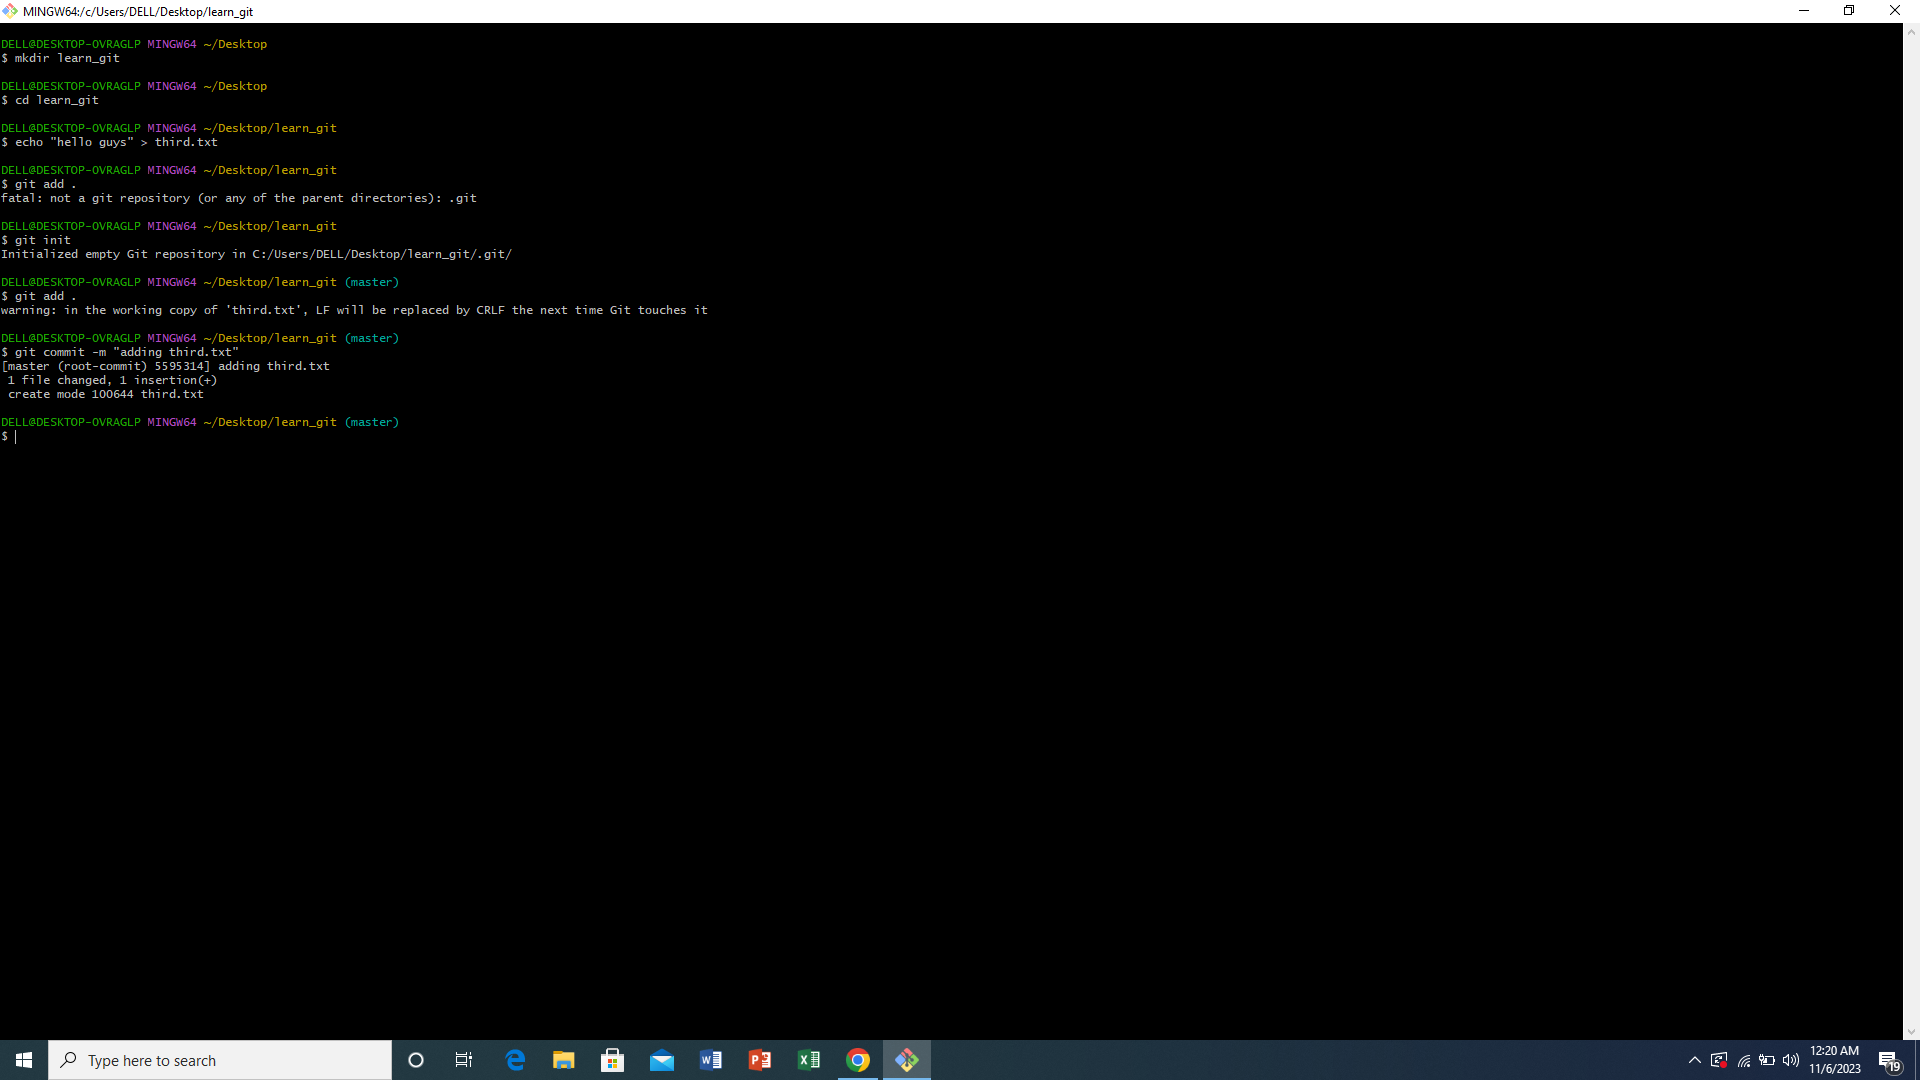 MINGW64:/c/Users/DELL/Desktop/learn_git
DELL@DESKTOP-OVRAGLP MINGW64 ~/Desktop
$ mkdir learn_git
DELL@DESKTOP-OVRAGLP MINGW64 ~/Desktop
$ cd learn_git
DELL@DESKTOP-OVRAGLP MINGW64 ~/Desktop/learn_git
$ echo "hello guys" > third.txt
DELL@DESKTOP-OVRAGLP MINGW64 ~/Desktop/learn_git
$ git add .
fatal: not a git repository (or any of the parent directories): .git
DELL@DESKTOP-OVRAGLP MINGW64 ~/Desktop/learn_git
$ git init
Initialized empty Git repository in C:/Users/DELL/Desktop/learn_git/.git/
DELL@DESKTOP-OVRAGLP MINGW64 ~/Desktop/learn_git (master)
$ git add .
warning: in the working copy of 'third.txt', LF will be replaced by CRLF the next time Git touches it
DELL@DESKTOP-OVRAGLP MINGW64 ~/Desktop/learn_git (master)
$ git commit -m "adding third.txt"
[master (root-commit) 5595314] adding third.txt
1 file changed, 1 insertion(+)
create mode 100644 third.txt
DELL@DESKTOP-OVRAGLP MINGW64 ~/Desktop/learn_git (master)
$
Type here to search
12:20 AM
11/6/2023
19